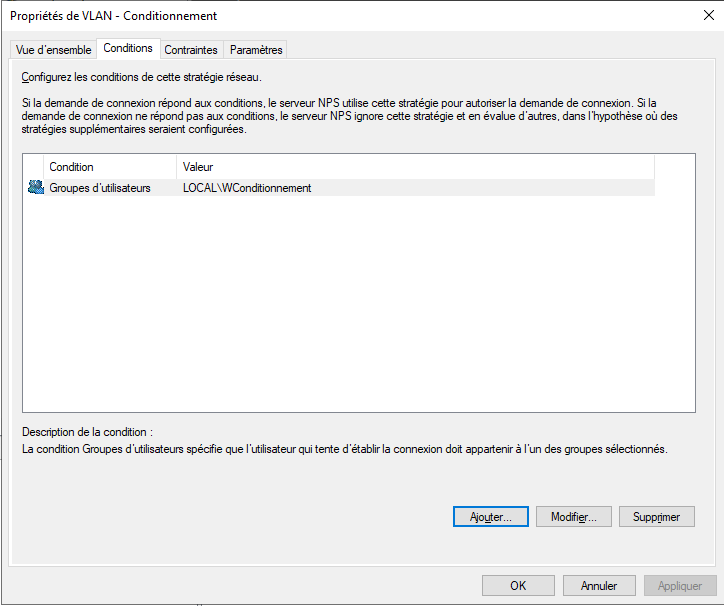 Propriétés de VLAN - Conditionnement
Vue d'ensemble Conditions Contraintes Paramètres
Configurez les conditions de cette stratégie réseau.
Si la demande de connexion répond aux conditions, le serveur NPS utilise cette stratégie pour autoriser la demande de connexion. Si la
demande de connexion ne répond pas aux conditions, le serveur NPS ignore cette stratégie et en évalue d'autres, dans l'hypothèse où des
stratégies supplémentaires seraient configurées.
Condition Valeur
Groupes d'utilisateurs LOCAL\WConditionnement
Description de la condition :
La condition Groupes d'utilisateurs spécifie que l'utilisateur qui tente d'établir la connexion doit appartenir à l'un des groupes sélectionnés.
Ajouter... Modifier... Supprimer
OK Annuler Appliquer